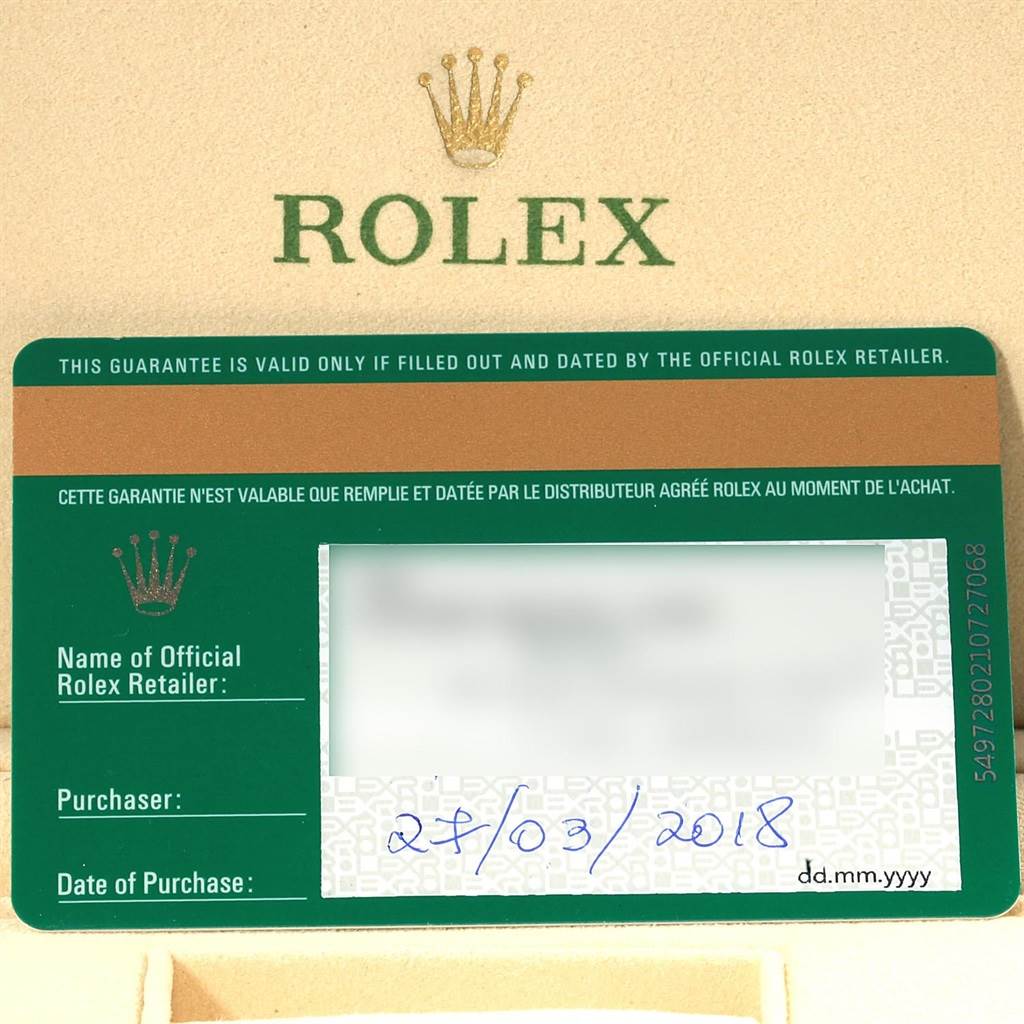 ROLEX
THIS GUARANTEE IS VALID ONLY IF FILLED OUT AND DATED BY THE OFFICIAL ROLEX RETAILER.
CETTE GARANTIE N'EST VALABLE QUE REMPLIE ET DATÉE PAR LE DISTRIBUTEUR AGRÉÉ ROLEX AU MOMENT DE L'ACHAT.
Name of Official
Rolex Retailer:
Purchaser:
27/03/2018
Date of Purchase:
dd.mm.yyyy
5497280210727068